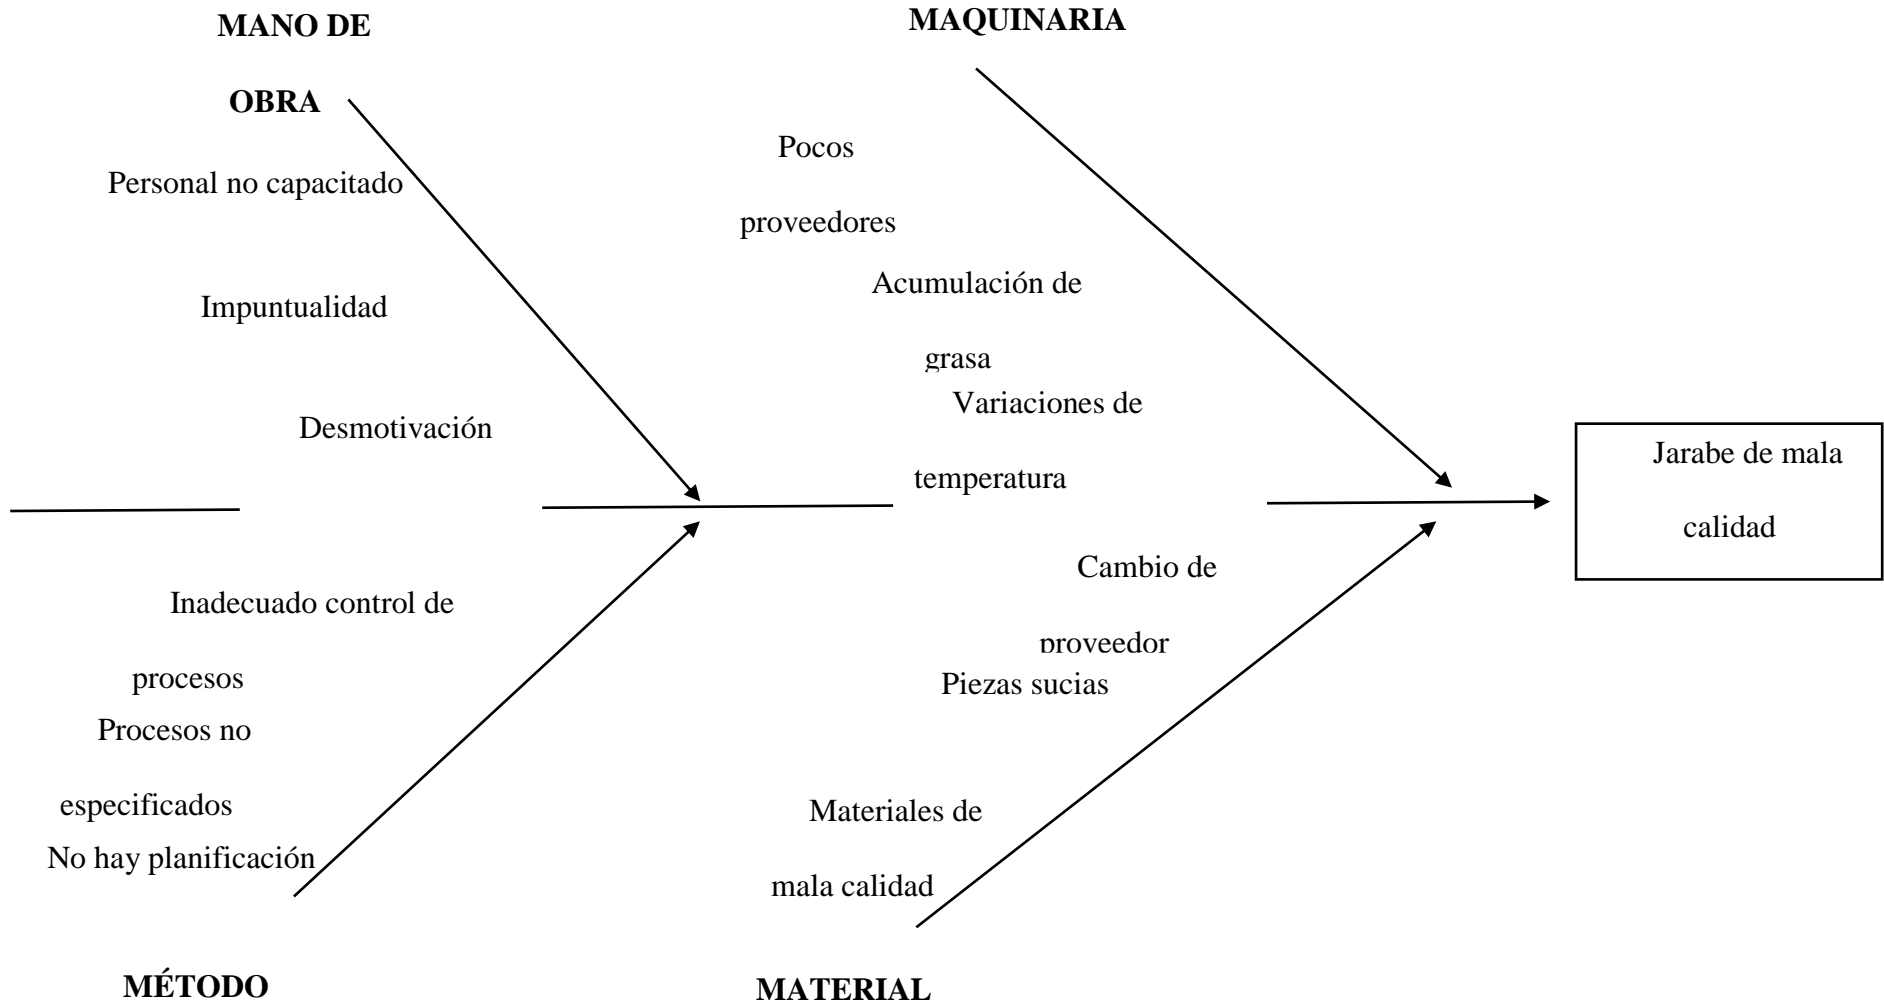 MANO DE
OBRA
Personal no capacitado
Impuntualidad
Desmotivación
MAQUINARIA
Pocos
proveedores
Acumulación de
grasa
Variaciones de
temperatura
Jarabe de mala
calidad
Inadecuado control de
procesos
Procesos no
especificados
No hay planificación
MÉTODO
Cambio de
proveedor
Piezas sucias
Materiales de
mala calidad
MATERIAL